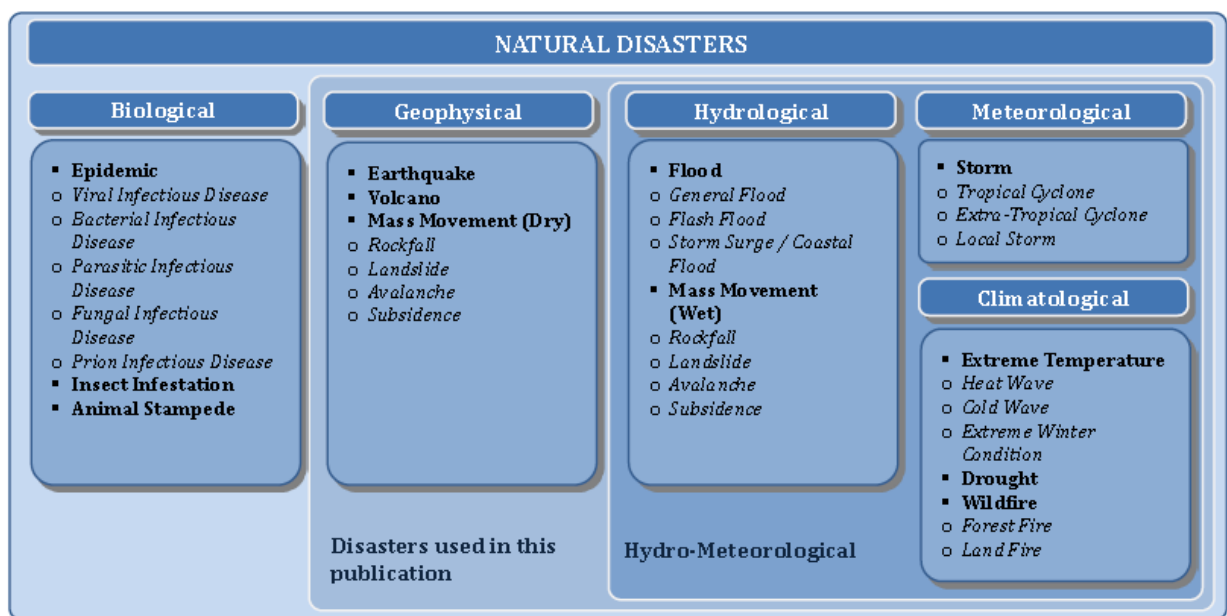 NATURAL DISASTERS
Biological
▪ Epidemic
o Viral Infectious Disease
o Bacterial Infectious
Disease
o Parasitic Infectious
Disease
o Fungal Infectious
Disease
o Prion Infectious Disease
▪ Insect Infestation
▪ Animal Stampede
Geophysical
▪ Earthquake
▪ Volcano
▪ Mass Movement (Dry)
o Rockfall
o Landslide
o Avalanche
o Subsidence
Disasters used in this
publication
Hydrological
▪ Flood
o General Flood
o Flash Flood
o Storm Surge / Coastal
Flood
▪ Mass Movement
(Wet)
o Rockfall
o Landslide
o Avalanche
o Subsidence
Meteorological
▪ Storm
o Tropical Cyclone
o Extra-Tropical Cyclone
o Local Storm
Climatological
▪ Extreme Temperature
o Heat Wave
o Cold Wave
o Extreme Winter
Condition
▪ Drought
▪ Wildfire
o Forest Fire
o Land Fire
Hydro-Meteorological